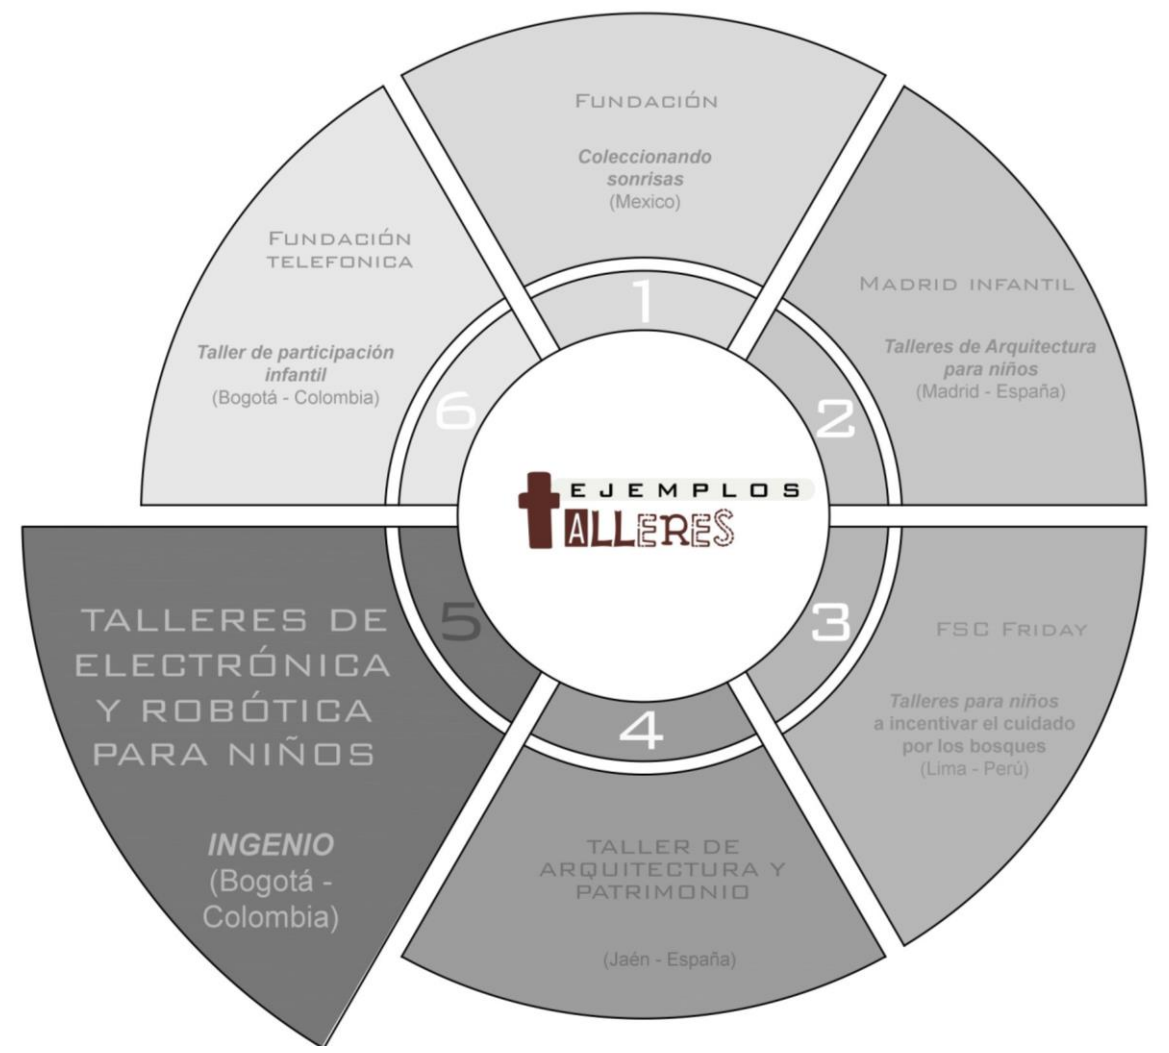 FUNDACIÓN
Coleccionando
sonrisas
(Mexico)
1
MADRID INFANTIL
Talleres de Arquitectura
para niños
(Madrid - España)
2
FSC FRIDAY
Talleres para niños
a incentivar el cuidado
por los bosques
(Lima - Perú)
3
TALLER DE
ARQUITECTURA Y
PATRIMONIO
(Jaén - España)
4
TALLERES DE
ELECTRÓNICA
Y ROBÓTICA
PARA NIÑOS
INGENIO
(Bogotá -
Colombia)
5
FUNDACIÓN
TELEFONICA
Taller de participación
infantil
(Bogotá - Colombia)
6
EJEMPLOS
tALLERES